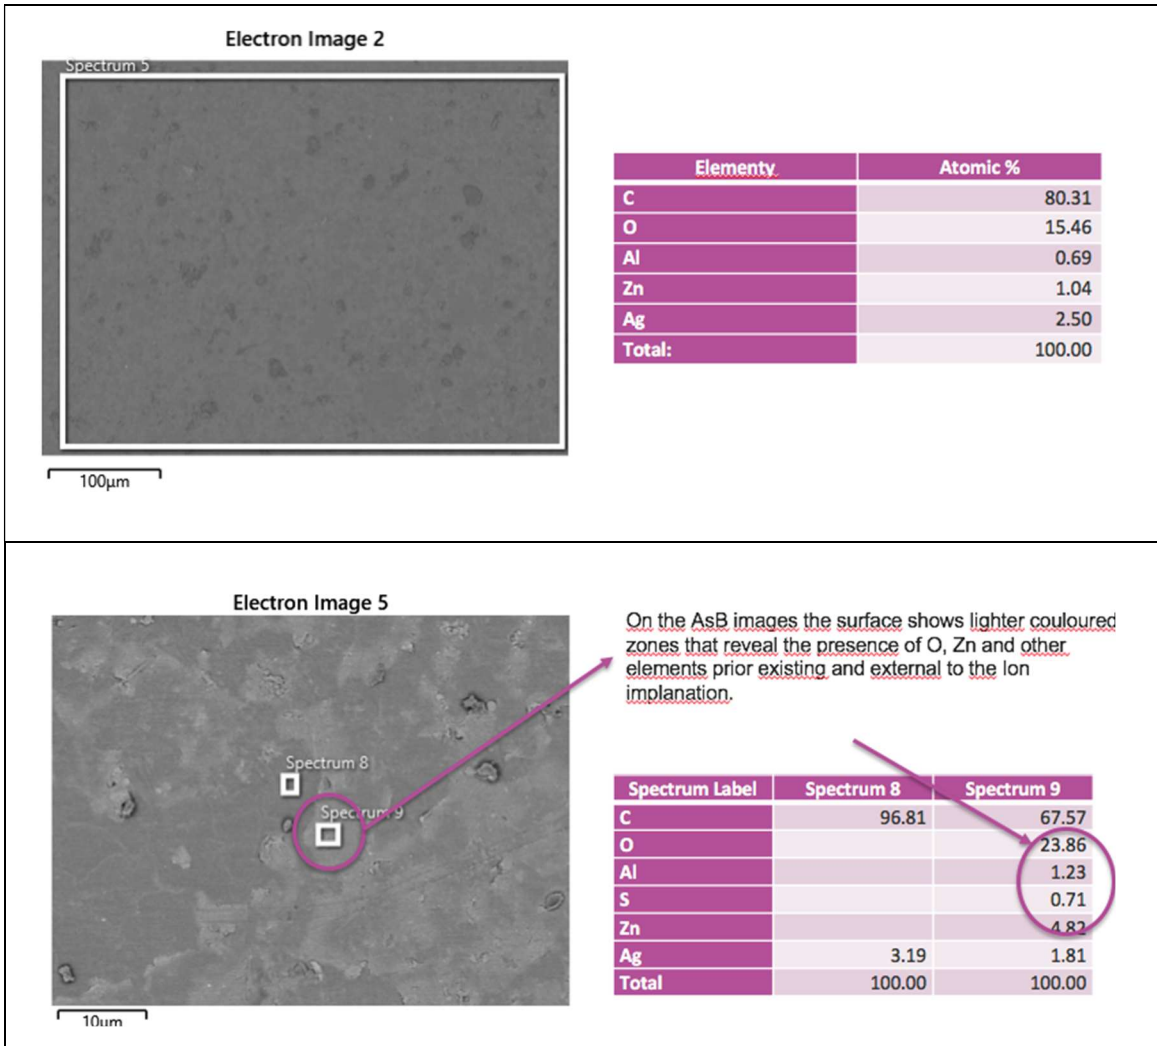 Electron Image 2
Spectrum 5
100µm
Elementy Atomic %
C 80.31
O 15.46
Al 0.69
Zn 1.04
Ag 2.50
Total: 100.00
Electron Image 5
Spectrum 8
Spectrum 9
10µm
On the AsB images the surface shows lighter couloured
zones that reveal the presence of O, Zn and other
elements prior existing and external to the Ion
implanation.
Spectrum Label Spectrum 8 Spectrum 9
C 96.81 67.57
O 23.86
Al 1.23
S 0.71
Zn 4.82
Ag 3.19 1.81
Total 100.00 100.00